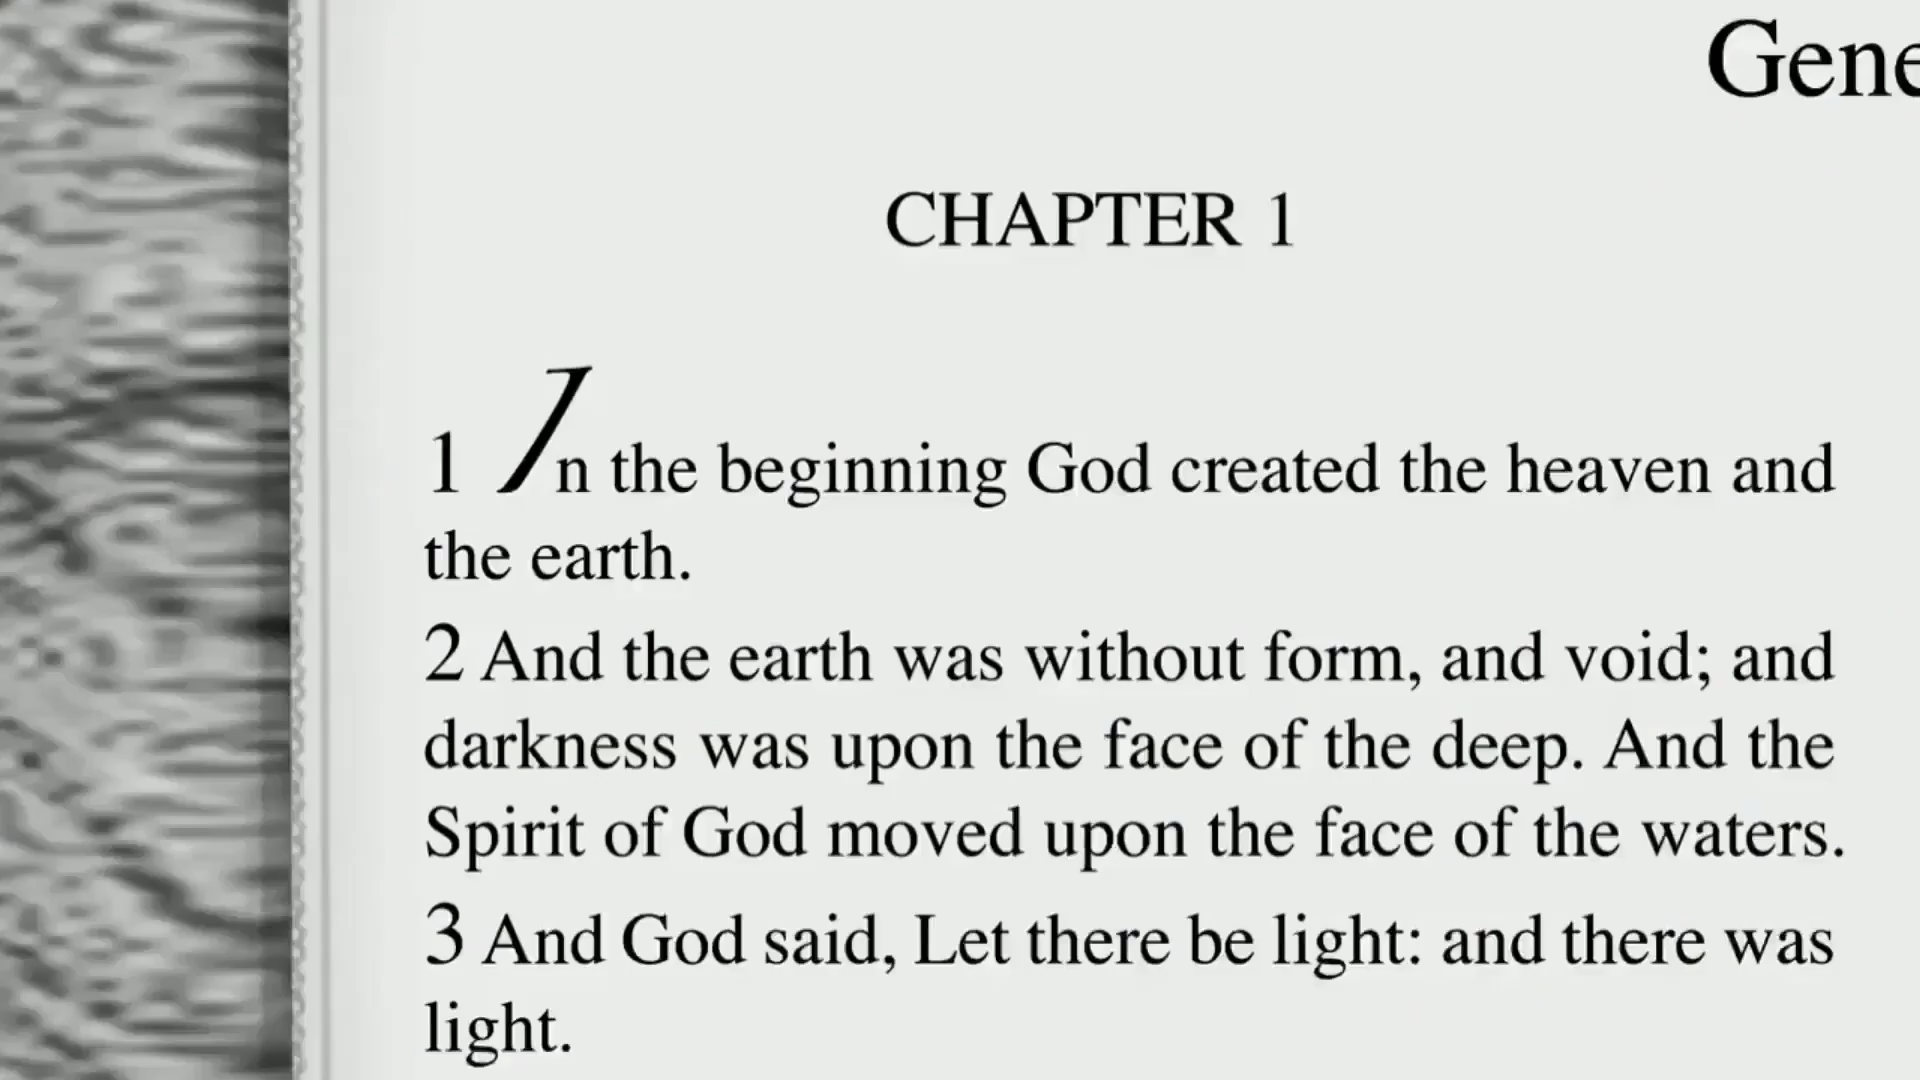 Gene
CHAPTER 1
1 In the beginning God created the heaven and
the earth.
2 And the earth was without form, and void; and
darkness was upon the face of the deep. And the
Spirit of God moved upon the face of the waters.
3 And God said, Let there be light: and there was
light.